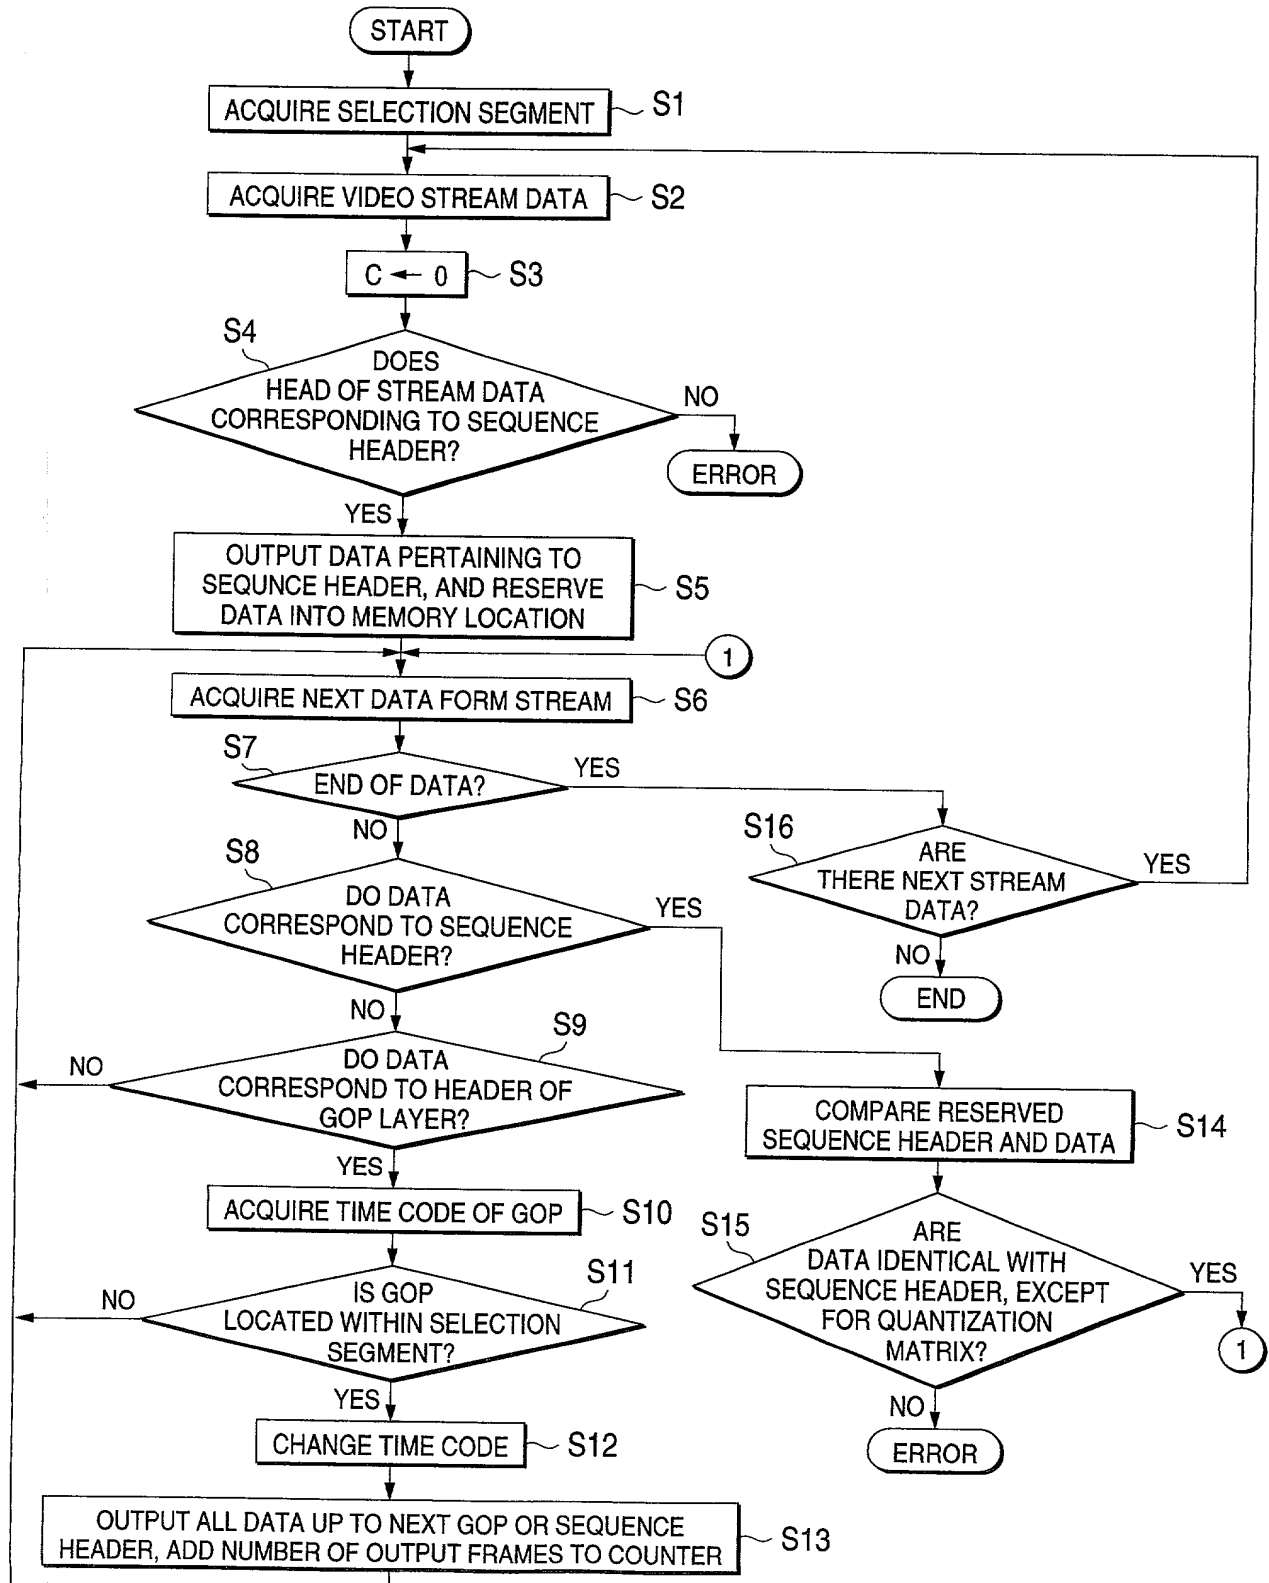 START
ACQUIRE SELECTION SEGMENT
S1
ACQUIRE VIDEO STREAM DATA
S2
C ← 0
S3
S4
DOES
HEAD OF STREAM DATA
CORRESPONDING TO SEQUENCE
HEADER?
NO
ERROR
YES
OUTPUT DATA PERTAINING TO
SEQUNCE HEADER, AND RESERVE
DATA INTO MEMORY LOCATION
S5
1
ACQUIRE NEXT DATA FORM STREAM
S6
S7
END OF DATA?
YES
NO
S16
ARE
THERE NEXT STREAM
DATA?
YES
NO
END
S8
DO DATA
CORRESPOND TO SEQUENCE
HEADER?
YES
NO
S9
DO DATA
CORRESPOND TO HEADER OF
GOP LAYER?
NO
YES
COMPARE RESERVED
SEQUENCE HEADER AND DATA
S14
ACQUIRE TIME CODE OF GOP
S10
S15
ARE
DATA IDENTICAL WITH
SEQUENCE HEADER, EXCEPT
FOR QUANTIZATION
MATRIX?
YES
1
NO
ERROR
S11
IS GOP
LOCATED WITHIN SELECTION
SEGMENT?
NO
YES
CHANGE TIME CODE
S12
OUTPUT ALL DATA UP TO NEXT GOP OR SEQUENCE
HEADER, ADD NUMBER OF OUTPUT FRAMES TO COUNTER
S13